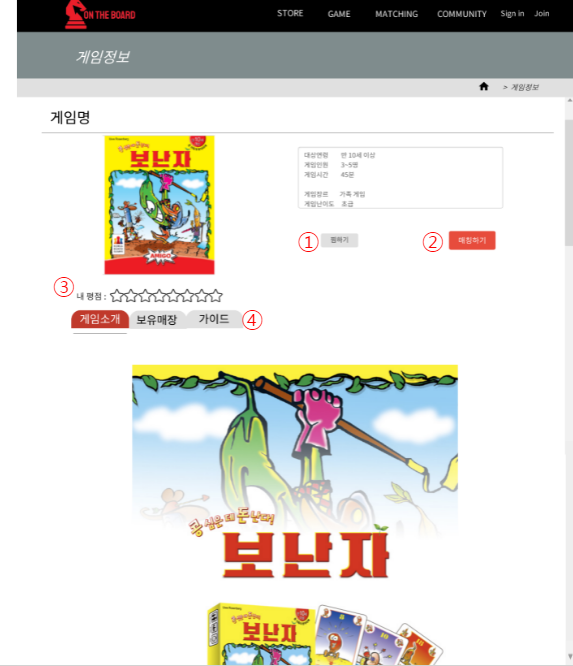 ON THE BOARD
STORE GAME MATCHING COMMUNITY Sign in Join
게임정보
> 게임정보
게임명
보난자
AMIGO
대상연령 만 10세 이상
게임인원 3~5명
게임시간 45분
게임장르 가족 게임
게임난이도 초급
① 찜하기 ② 매칭하기
③ 내 평점 :
게임소개 보유매장 가이드 ④
콩 심은 데 돈 난다!
보난자
보난자